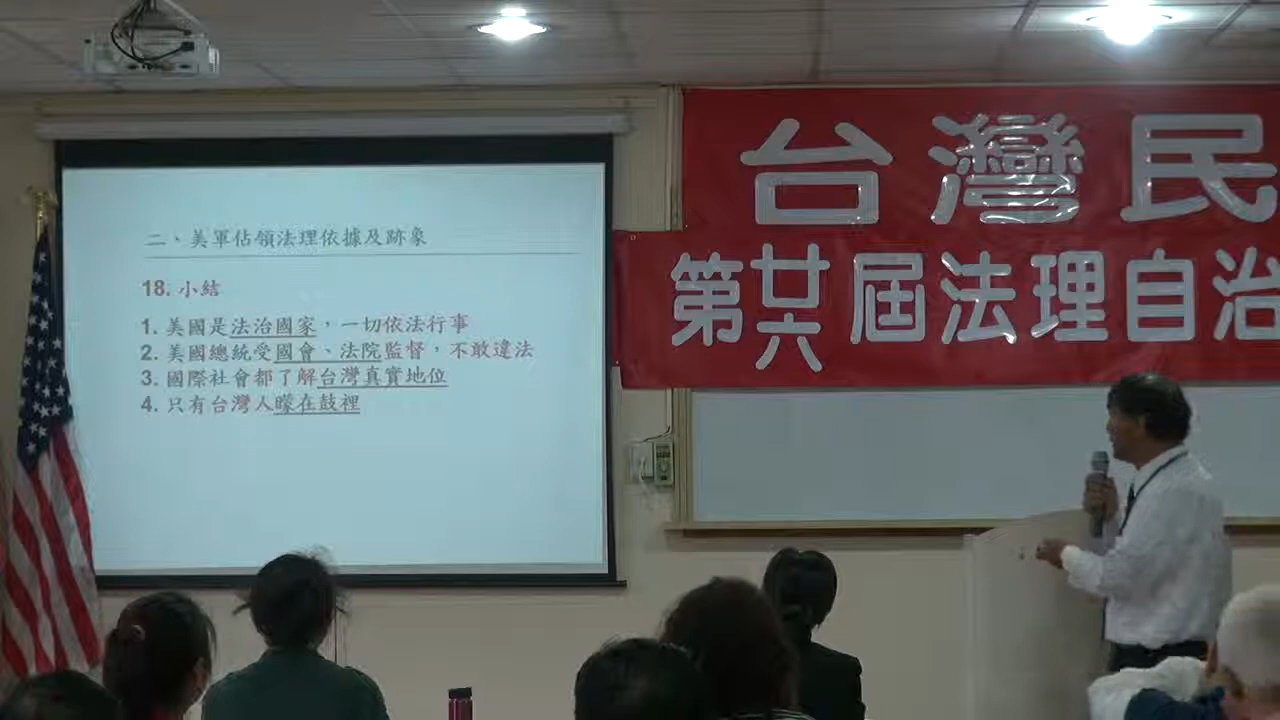 二、美軍佔領法理依據及跡象
18. 小結
1. 美國是法治國家，一切依法行事
2. 美國總統受國會、法院監督，不敢違法
3. 國際社會都了解台灣真實地位
4. 只有台灣人矇在鼓裡
台灣民
第廿六屆法理自治